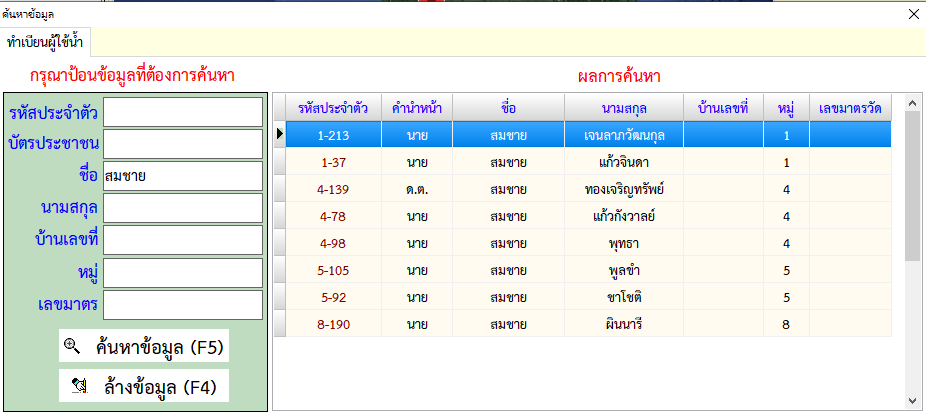 ค้นหาข้อมูล
ทำเบียนผู้ใช้น้ำ
กรุณาป้อนข้อมูลที่ต้องการค้นหา
ผลการค้นหา
รหัสประจำตัว
บัตรประชาชน
ชื่อ สมชาย
นามสกุล
บ้านเลขที่
หมู่
เลขมาตร
ค้นหาข้อมูล (F5)
ล้างข้อมูล (F4)
รหัสประจำตัว คำนำหน้า ชื่อ นามสกุล บ้านเลขที่ หมู่ เลขมาตรวัด
1-213 นาย สมชาย เจนลาภวัฒนกุล 1
1-37 นาย สมชาย แก้วจินดา 1
4-139 ด.ต. สมชาย ทองเจริญทรัพย์ 4
4-78 นาย สมชาย แก้วกังวาลย์ 4
4-98 นาย สมชาย พุทธา 4
5-105 นาย สมชาย พูลขำ 5
5-92 นาย สมชาย ชาโชติ 5
8-190 นาย สมชาย ผินนารี 8